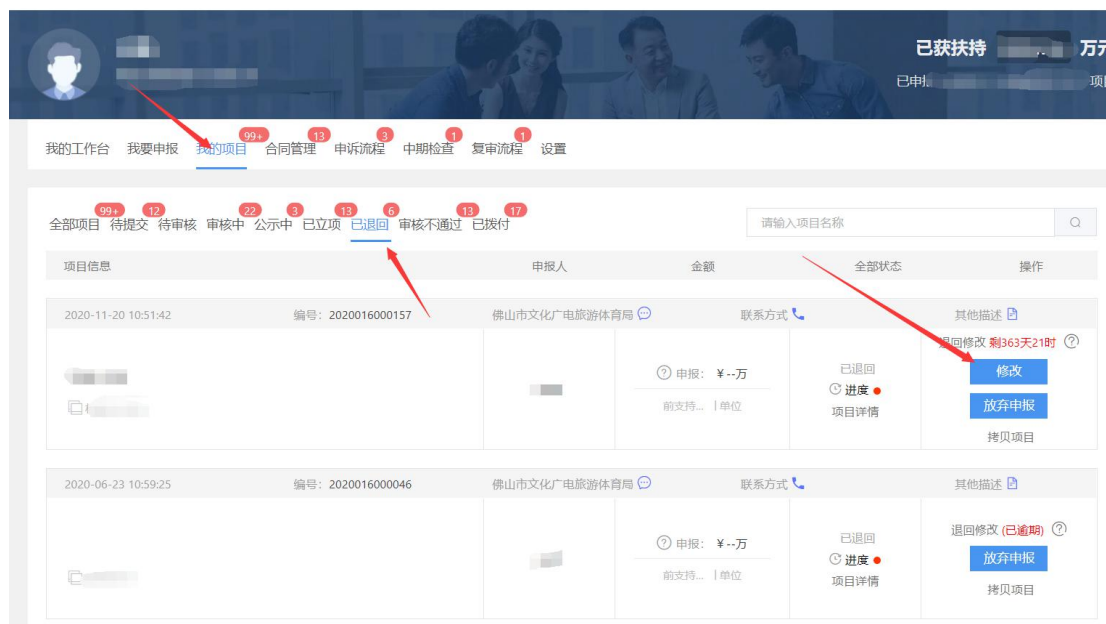 已获扶持 万
已申 项
99+ 13 3 1 1
我的工作台 我要申报 我的项目 合同管理 申诉流程 中期检查 复审流程 设置
99+ 12 22 3 13 6 13 17
全部项目 待提交 待审核 审核中 公示中 已立项 已退回 审核不通过 已拨付
请输入项目名称
项目信息 申报人 金额 全部状态 操作
2020-11-20 10:51:42 编号: 2020016000157 佛山市文化广电旅游体育局 联系方式 其他描述
退回修改 剩363天21时
修改
申报: ¥ --万
已退回
进度
前支持... | 单位
项目详情
放弃申报
拷贝项目
2020-06-23 10:59:25 编号: 2020016000046 佛山市文化广电旅游体育局 联系方式 其他描述
退回修改 (已逾期)
申报: ¥ --万
已退回
进度
放弃申报
前支持... | 单位
项目详情
拷贝项目